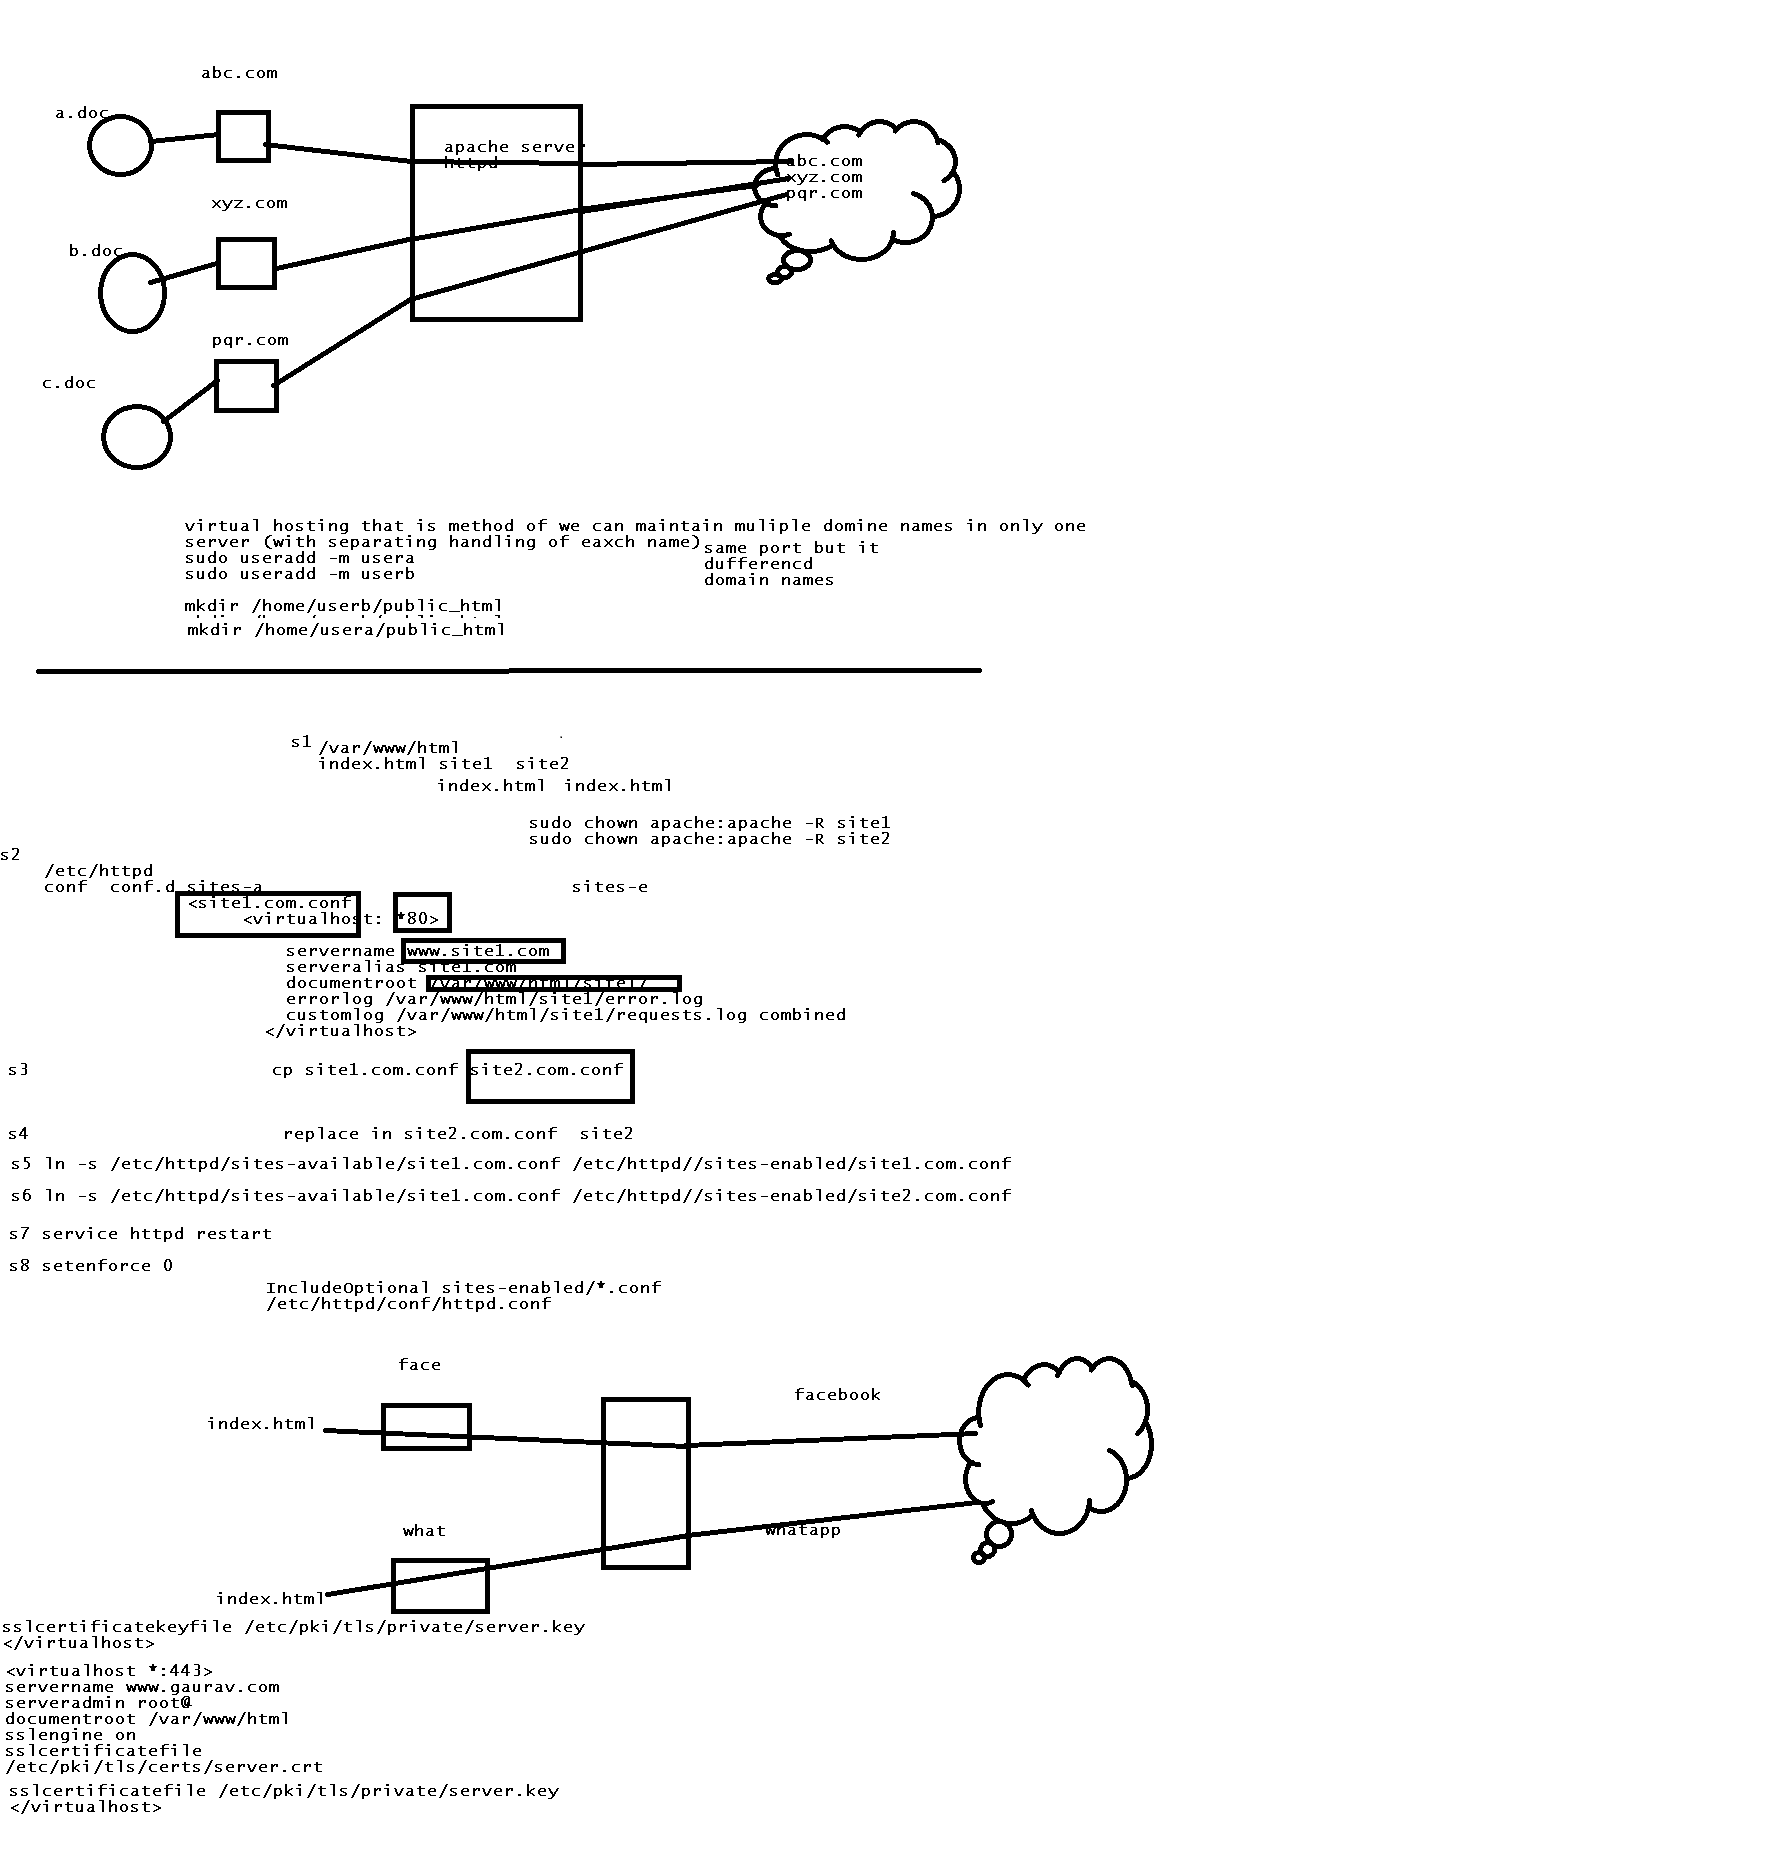 abc.com
a.doc
apache server
httpd
abc.com
xyz.com
pqr.com
xyz.com
b.doc
pqr.com
c.doc
virtual hosting that is method of we can maintain muliple domine names in only one
server (with separating handling of eaxch name)
same port but it
dufferencd
domain names
sudo useradd -m usera
sudo useradd -m userb
mkdir /home/userb/public_html
mkdir /home/usera/public_html
s1
/var/www/html
index.html site1 site2
index.html index.html
sudo chown apache:apache -R site1
sudo chown apache:apache -R site2
s2
/etc/httpd
conf conf.d sites-a sites-e
<site1.com.conf
<virtualhost: *80>
servername www.site1.com
serveralias site1.com
documentroot /var/www/html/site1/
errorlog /var/www/html/site1/error.log
customlog /var/www/html/site1/requests.log combined
</virtualhost>
s3 cp site1.com.conf site2.com.conf
s4 replace in site2.com.conf site2
s5 ln -s /etc/httpd/sites-available/site1.com.conf /etc/httpd//sites-enabled/site1.com.conf
s6 ln -s /etc/httpd/sites-available/site1.com.conf /etc/httpd//sites-enabled/site2.com.conf
s7 service httpd restart
s8 setenforce 0
IncludeOptional sites-enabled/*.conf
/etc/httpd/conf/httpd.conf
face
facebook
index.html
what
whatapp
index.html
sslcertificatekeyfile /etc/pki/tls/private/server.key
</virtualhost>
<virtualhost *:443>
servername www.gaurav.com
serveradmin root@
documentroot /var/www/html
sslengine on
sslcertificatefile
/etc/pki/tls/certs/server.crt
sslcertificatefile /etc/pki/tls/private/server.key
</virtualhost>